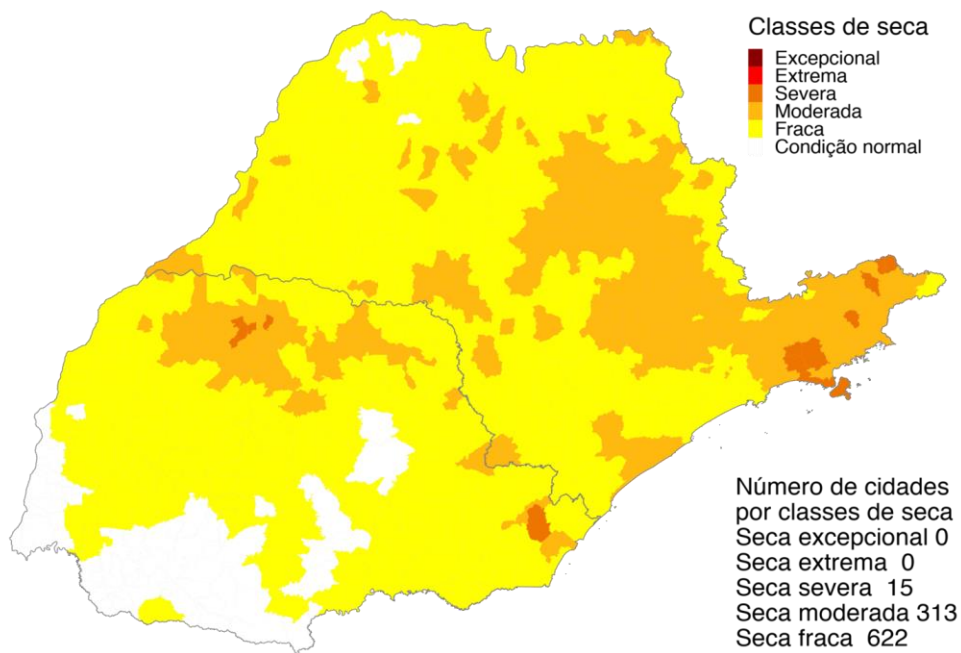 Classes de seca
Excepcional
Extrema
Severa
Moderada
Fraca
Condição normal
Número de cidades
por classes de seca
Seca excepcional 0
Seca extrema 0
Seca severa 15
Seca moderada 313
Seca fraca 622